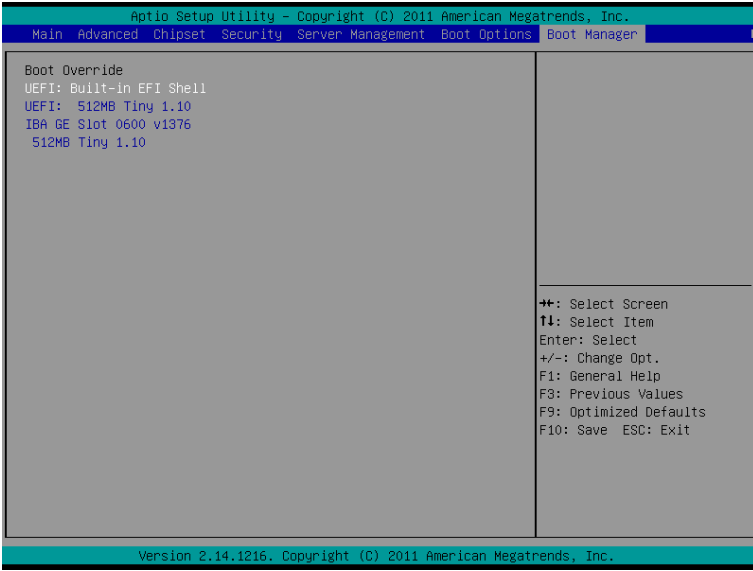 Aptio Setup Utility – Copyright (C) 2011 American Megatrends, Inc.
Main Advanced Chipset Security Server Management Boot Options Boot Manager
Boot Override
UEFI: Built-in EFI Shell
UEFI: 512MB Tiny 1.10
IBA GE Slot 0600 v1376
512MB Tiny 1.10
→←: Select Screen
↑↓: Select Item
Enter: Select
+/-: Change Opt.
F1: General Help
F3: Previous Values
F9: Optimized Defaults
F10: Save ESC: Exit
Version 2.14.1216. Copyright (C) 2011 American Megatrends, Inc.